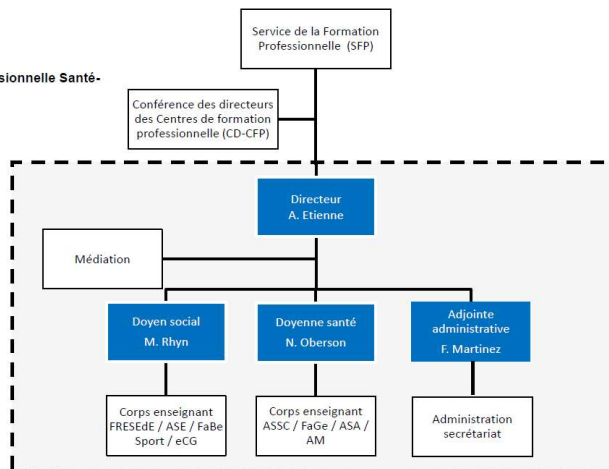 Service de la Formation
Professionnelle (SFP)
sionnelle Santé-
Conférence des directeurs
des Centres de formation
professionnelle (CD-CFP)
Directeur
A. Etienne
Médiation
Doyen social
M. Rhyn
Doyenne santé
N. Oberson
Adjointe
administrative
F. Martinez
Corps enseignant
FRESEdE / ASE / FaBe
Sport / eCG
Corps enseignant
ASSC / FaGe / ASA /
AM
Administration
secrétariat